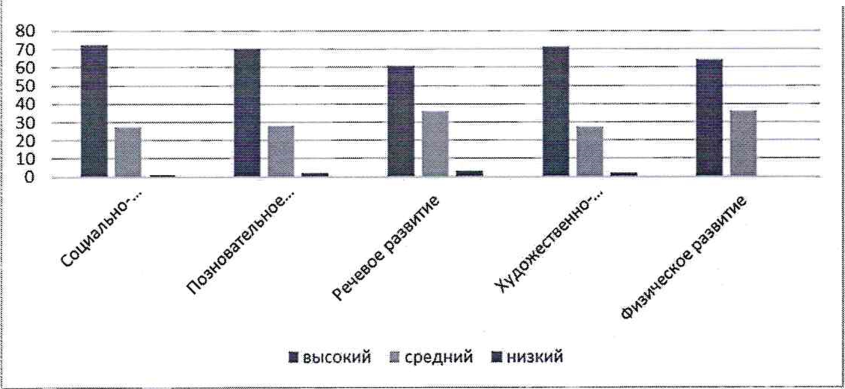 80
70
60
50
40
30
20
10
0
Социально-...
Позновательное...
Речевое развитие
Художественно-...
Физическое развитие
высокий средний низкий